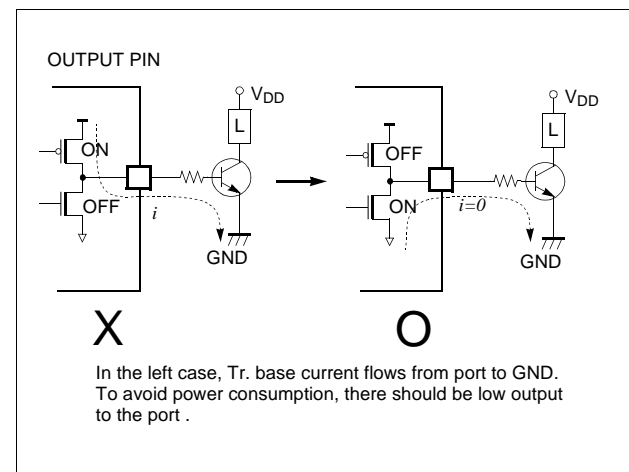 OUTPUT PIN
VDD
L
ON
OFF
i
GND
X
VDD
L
OFF
ON
i=0
GND
O
In the left case, Tr. base current flows from port to GND.
To avoid power consumption, there should be low output
to the port .